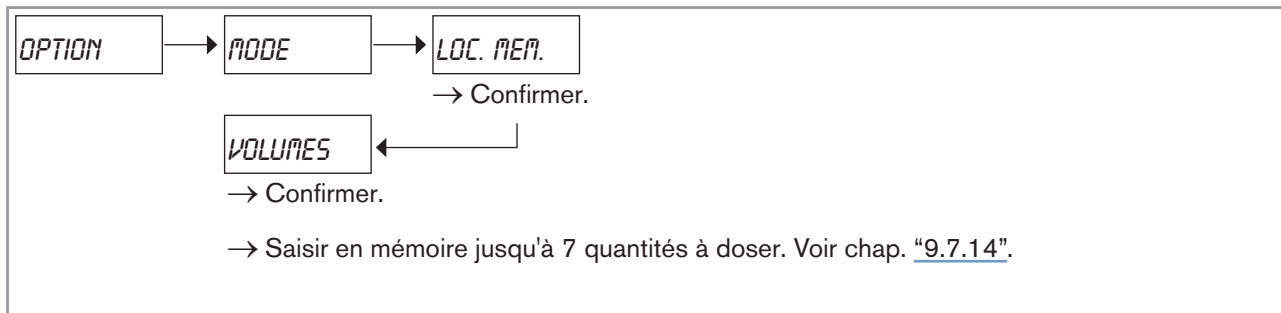 OPTION MODE LOC. MEM.
→ Confirmer.
VOLUMES
→ Confirmer.
→ Saisir en mémoire jusqu'à 7 quantités à doser. Voir chap. “9.7.14”.